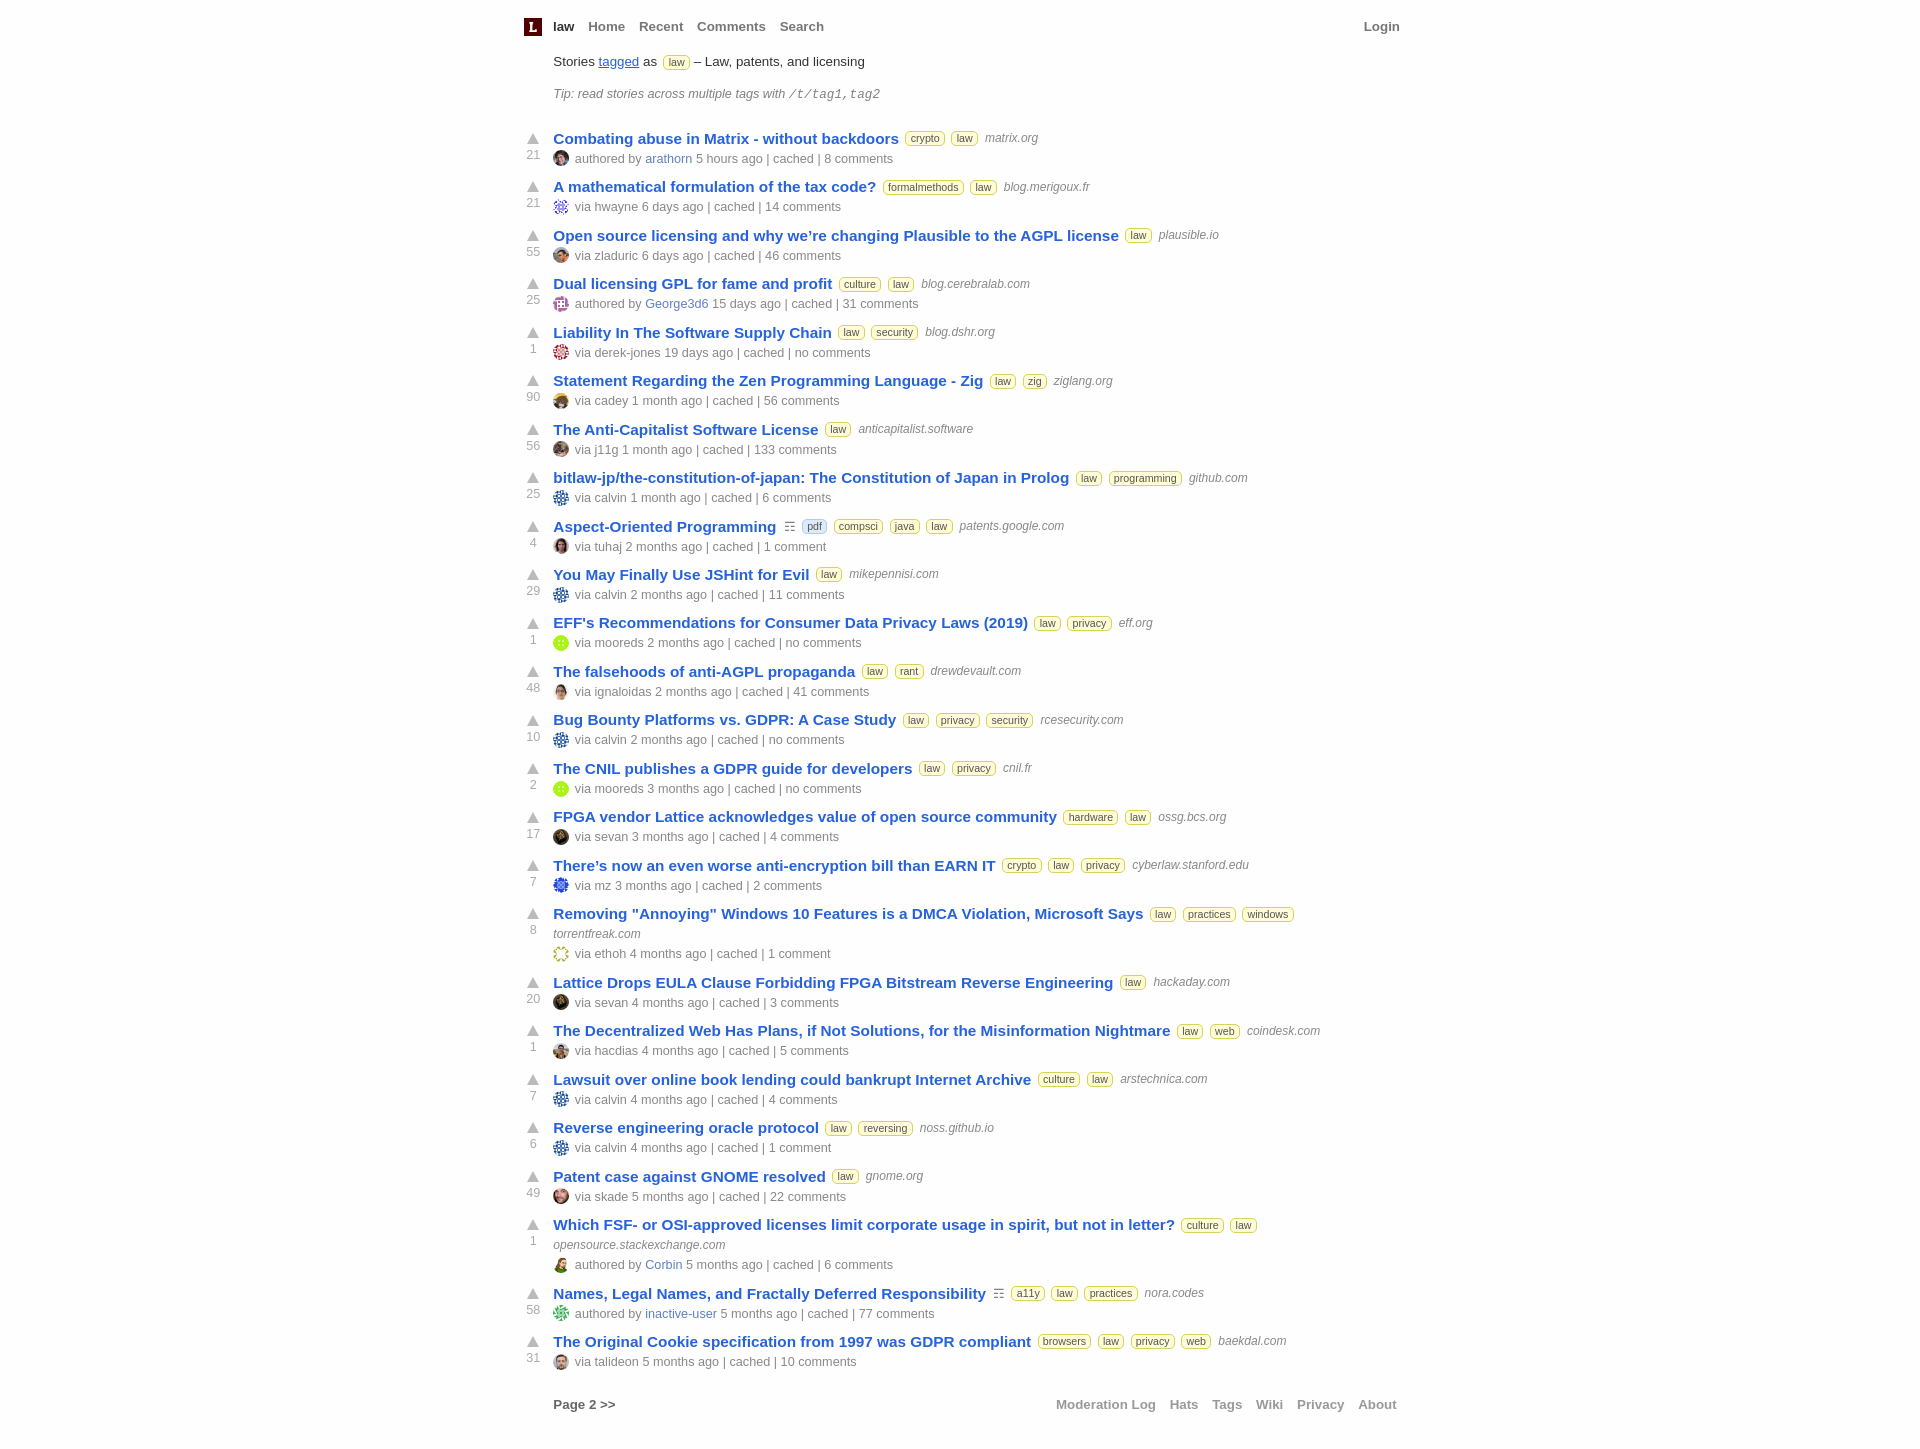 L law Home Recent Comments Search Login
Stories tagged as law – Law, patents, and licensing
Tip: read stories across multiple tags with /t/tag1,tag2
Combating abuse in Matrix - without backdoors crypto law matrix.org
21 authored by arathorn 5 hours ago | cached | 8 comments
A mathematical formulation of the tax code? formalmethods law blog.merigoux.fr
21 via hwayne 6 days ago | cached | 14 comments
Open source licensing and why we’re changing Plausible to the AGPL license law plausible.io
55 via zladuric 6 days ago | cached | 46 comments
Dual licensing GPL for fame and profit culture law blog.cerebralab.com
25 authored by George3d6 15 days ago | cached | 31 comments
Liability In The Software Supply Chain law security blog.dshr.org
1 via derek-jones 19 days ago | cached | no comments
Statement Regarding the Zen Programming Language - Zig law zig ziglang.org
90 via cadey 1 month ago | cached | 56 comments
The Anti-Capitalist Software License law anticapitalist.software
56 via j11g 1 month ago | cached | 133 comments
bitlaw-jp/the-constitution-of-japan: The Constitution of Japan in Prolog law programming github.com
25 via calvin 1 month ago | cached | 6 comments
Aspect-Oriented Programming ☶ pdf compsci java law patents.google.com
4 via tuhaj 2 months ago | cached | 1 comment
You May Finally Use JSHint for Evil law mikepennisi.com
29 via calvin 2 months ago | cached | 11 comments
EFF's Recommendations for Consumer Data Privacy Laws (2019) law privacy eff.org
1 via mooreds 2 months ago | cached | no comments
The falsehoods of anti-AGPL propaganda law rant drewdevault.com
48 via ignaloidas 2 months ago | cached | 41 comments
Bug Bounty Platforms vs. GDPR: A Case Study law privacy security rcesecurity.com
10 via calvin 2 months ago | cached | no comments
The CNIL publishes a GDPR guide for developers law privacy cnil.fr
2 via mooreds 3 months ago | cached | no comments
FPGA vendor Lattice acknowledges value of open source community hardware law ossg.bcs.org
17 via sevan 3 months ago | cached | 4 comments
There’s now an even worse anti-encryption bill than EARN IT crypto law privacy cyberlaw.stanford.edu
7 via mz 3 months ago | cached | 2 comments
Removing "Annoying" Windows 10 Features is a DMCA Violation, Microsoft Says law practices windows
torrentfreak.com
8 via ethoh 4 months ago | cached | 1 comment
Lattice Drops EULA Clause Forbidding FPGA Bitstream Reverse Engineering law hackaday.com
20 via sevan 4 months ago | cached | 3 comments
The Decentralized Web Has Plans, if Not Solutions, for the Misinformation Nightmare law web coindesk.com
1 via hacdias 4 months ago | cached | 5 comments
Lawsuit over online book lending could bankrupt Internet Archive culture law arstechnica.com
7 via calvin 4 months ago | cached | 4 comments
Reverse engineering oracle protocol law reversing noss.github.io
6 via calvin 4 months ago | cached | 1 comment
Patent case against GNOME resolved law gnome.org
49 via skade 5 months ago | cached | 22 comments
Which FSF- or OSI-approved licenses limit corporate usage in spirit, but not in letter? culture law
opensource.stackexchange.com
1 authored by Corbin 5 months ago | cached | 6 comments
Names, Legal Names, and Fractally Deferred Responsibility ☶ a11y law practices nora.codes
58 authored by inactive-user 5 months ago | cached | 77 comments
The Original Cookie specification from 1997 was GDPR compliant browsers law privacy web baekdal.com
31 via talideon 5 months ago | cached | 10 comments
Page 2 >> Moderation Log Hats Tags Wiki Privacy About